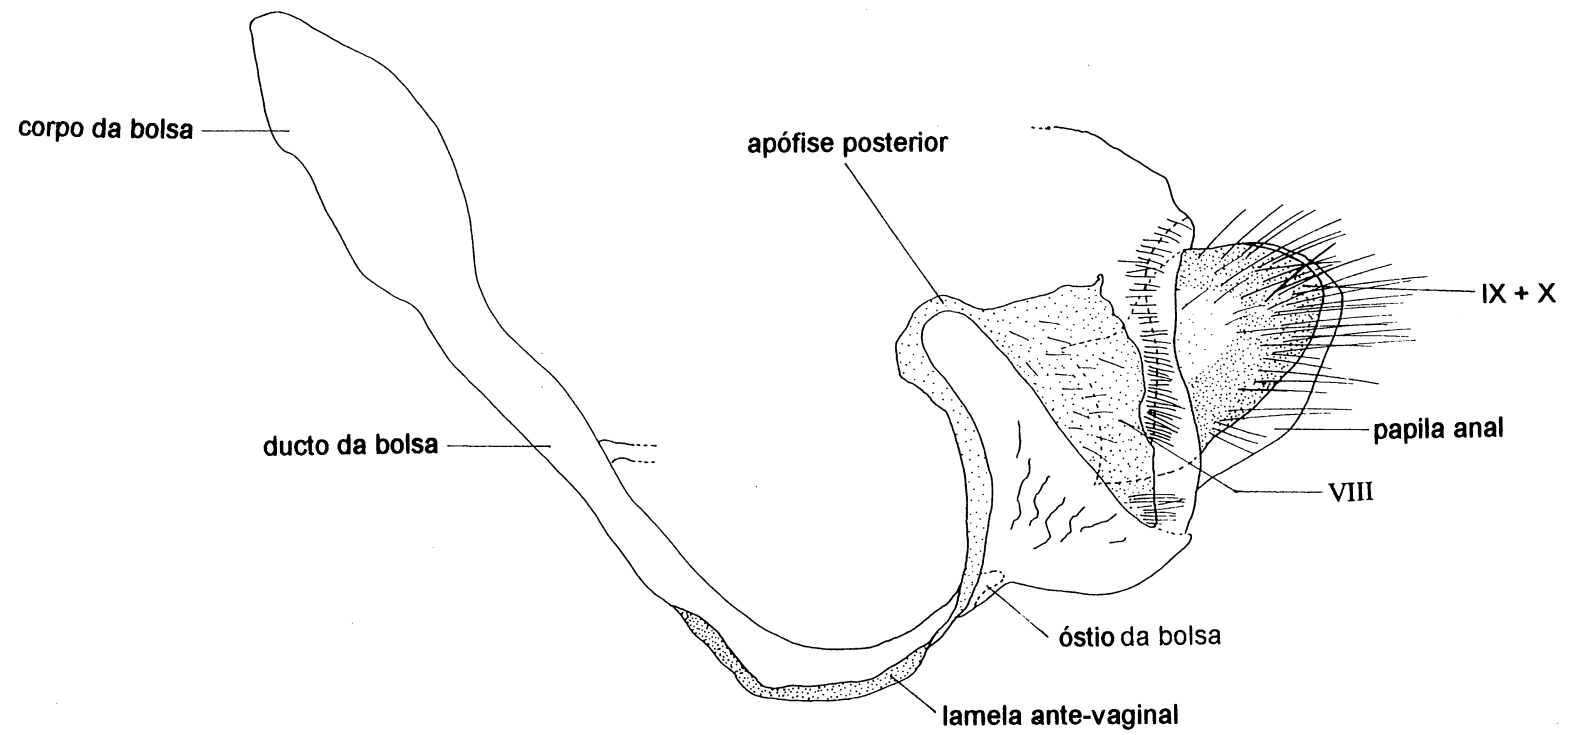 corpo da bolsa
apófise posterior
IX + X
papila anal
ducto da bolsa
VIII
óstio da bolsa
lamela ante-vaginal